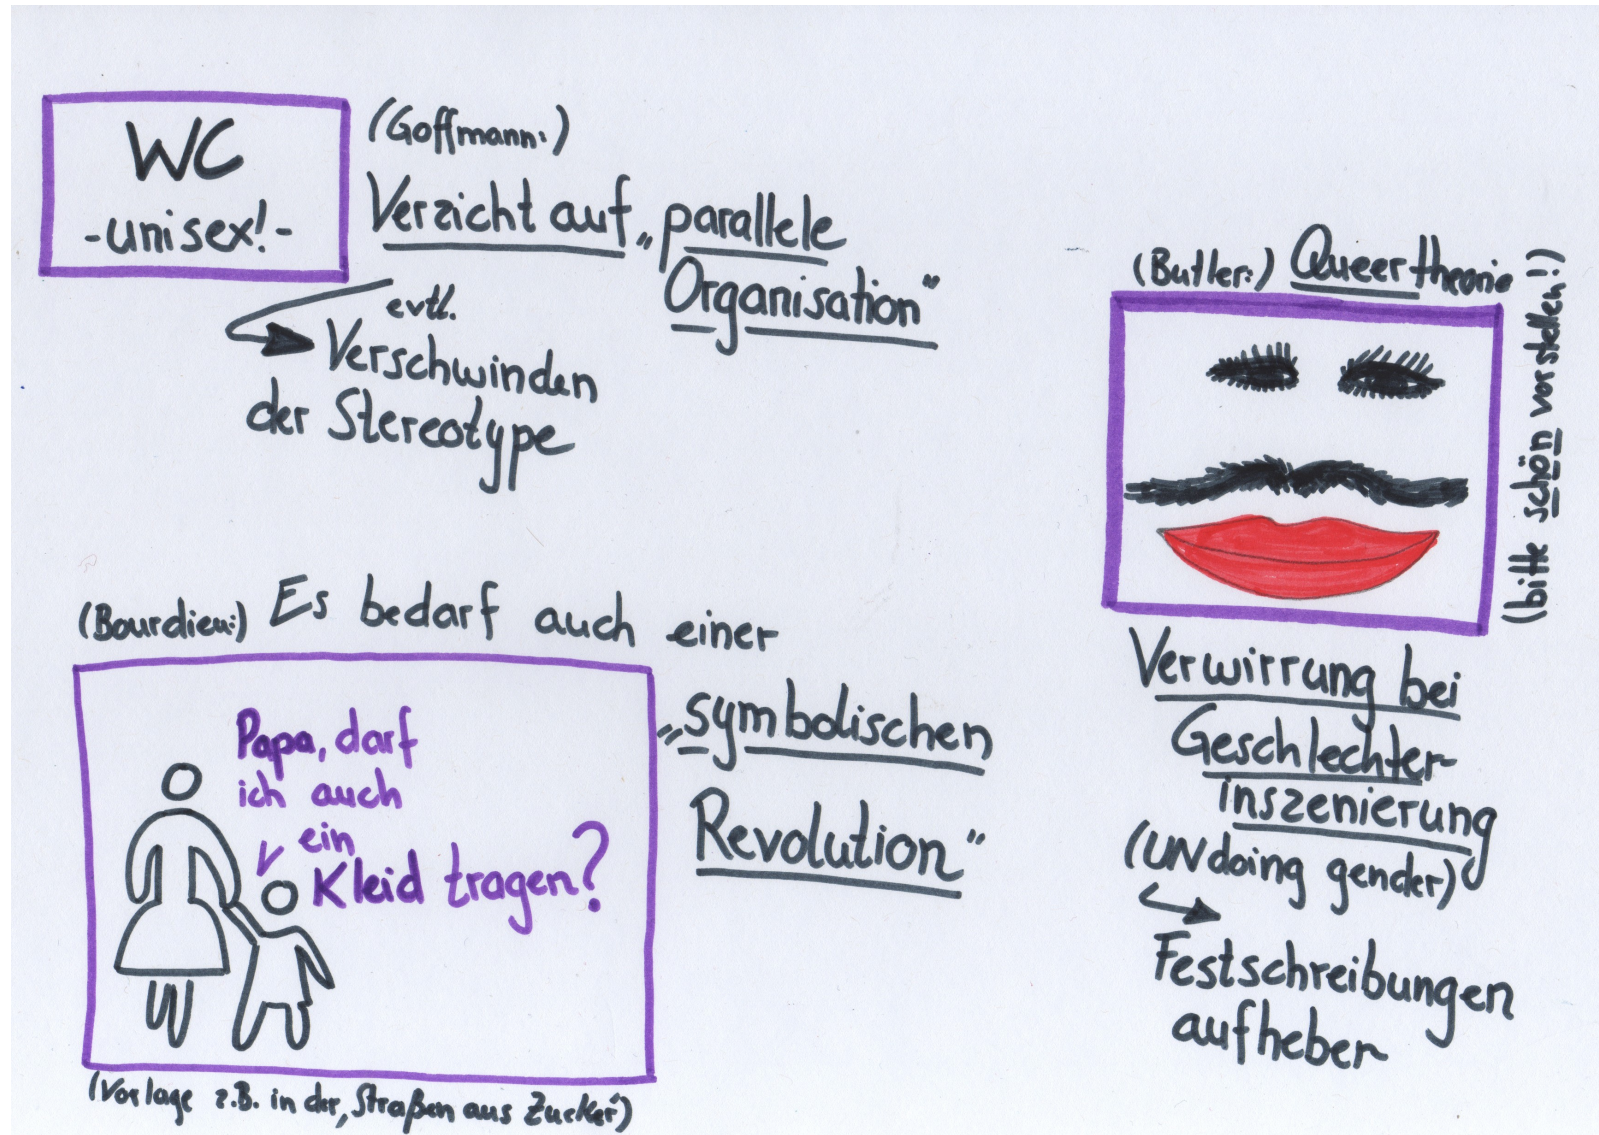 WC
-unisex!-
(Goffmann:)
Verzicht auf „parallele
Organisation"
evtl.
Verschwinden
der Stereotype
(Bourdieu:) Es bedarf auch einer
„symbolischen
Revolution"
Papa, darf
ich auch
ein
Kleid tragen?
(Vorlage z.B. in der „Straßen aus Zucker")
(Butler:) Queertheorie
(bitte schön vorstellen!)
Verwirrung bei
Geschlechter-
inszenierung
(UNdoing gender)
Festschreibungen
aufheben